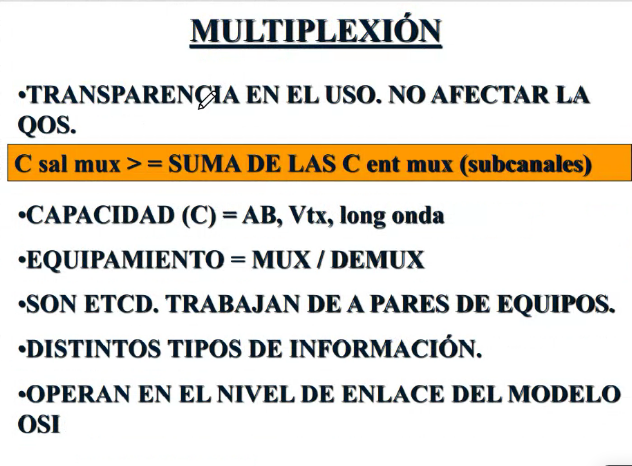 MULTIPLEXIÓN
•TRANSPARENCIA EN EL USO. NO AFECTAR LA
QOS.
C sal mux > = SUMA DE LAS C ent mux (subcanales)
•CAPACIDAD (C) = AB, Vtx, long onda
•EQUIPAMIENTO = MUX / DEMUX
•SON ETCD. TRABAJAN DE A PARES DE EQUIPOS.
•DISTINTOS TIPOS DE INFORMACIÓN.
•OPERAN EN EL NIVEL DE ENLACE DEL MODELO
OSI